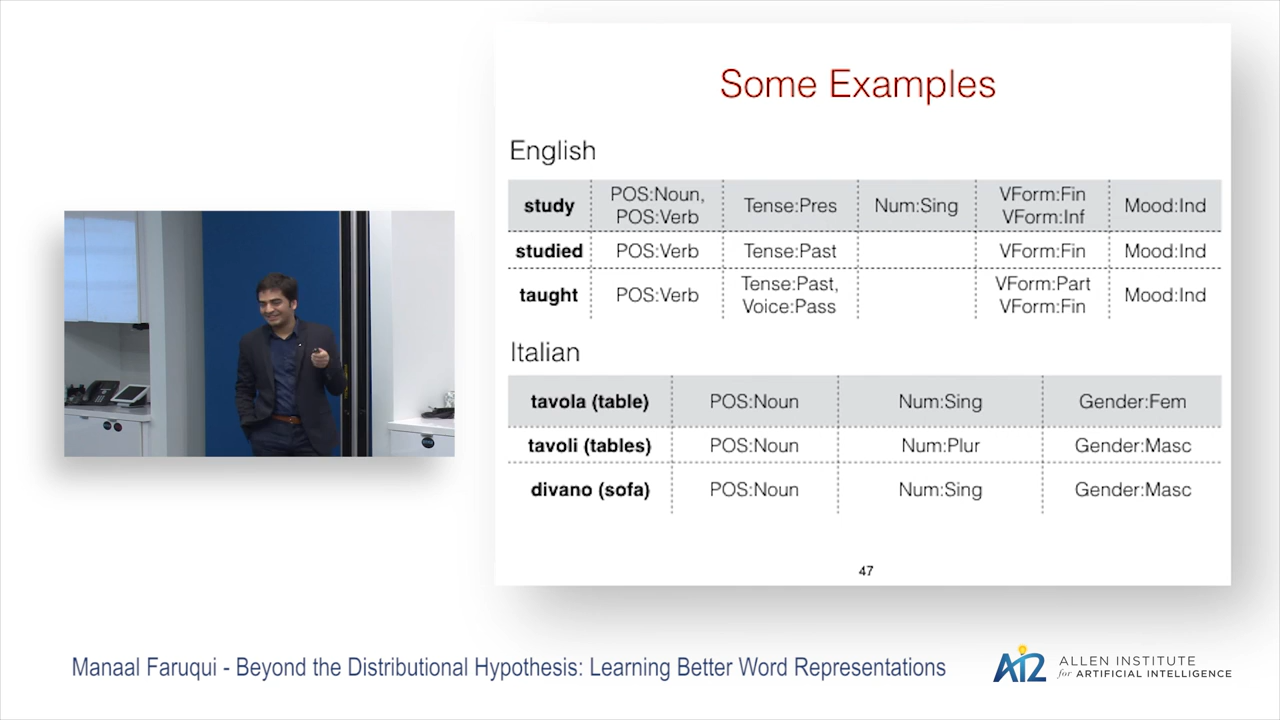 Some Examples
English
study POS:Noun, POS:Verb Tense:Pres Num:Sing VForm:Fin VForm:Inf Mood:Ind
studied POS:Verb Tense:Past VForm:Fin Mood:Ind
taught POS:Verb Tense:Past, Voice:Pass VForm:Part VForm:Fin Mood:Ind
Italian
tavola (table) POS:Noun Num:Sing Gender:Fem
tavoli (tables) POS:Noun Num:Plur Gender:Masc
divano (sofa) POS:Noun Num:Sing Gender:Masc
47
Manaal Faruqui - Beyond the Distributional Hypothesis: Learning Better Word Representations
AI2 ALLEN INSTITUTE
for ARTIFICIAL INTELLIGENCE